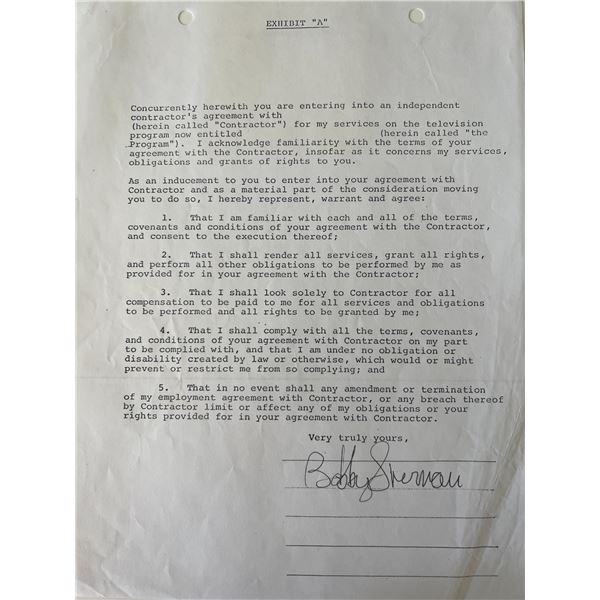 EXHIBIT "A"
Concurrently herewith you are entering into an independent
contractor's agreement with
(herein called "Contractor") for my services on the television
program now entitled (herein called "the
Program"). I acknowledge familiarity with the terms of your
agreement with the Contractor, insofar as it concerns my services,
obligations and grants of rights to you.
As an inducement to you to enter into your agreement with
Contractor and as a material part of the consideration moving
you to do so, I hereby represent, warrant and agree:
1. That I am familiar with each and all of the terms,
covenants and conditions of your agreement with the Contractor,
and consent to the execution thereof;
2. That I shall render all services, grant all rights,
and perform all other obligations to be performed by me as
provided for in your agreement with the Contractor;
3. That I shall look solely to Contractor for all
compensation to be paid to me for all services and obligations
to be performed and all rights to be granted by me;
4. That I shall comply with all the terms, covenants,
and conditions of your agreement with Contractor on my part
to be complied with, and that I am under no obligation or
disability created by law or otherwise, which would or might
prevent or restrict me from so complying; and
5. That in no event shall any amendment or termination
of my employment agreement with Contractor, or any breach thereof
by Contractor limit or affect any of my obligations or your
rights provided for in your agreement with Contractor.
Very truly yours,
Bobby Sherman